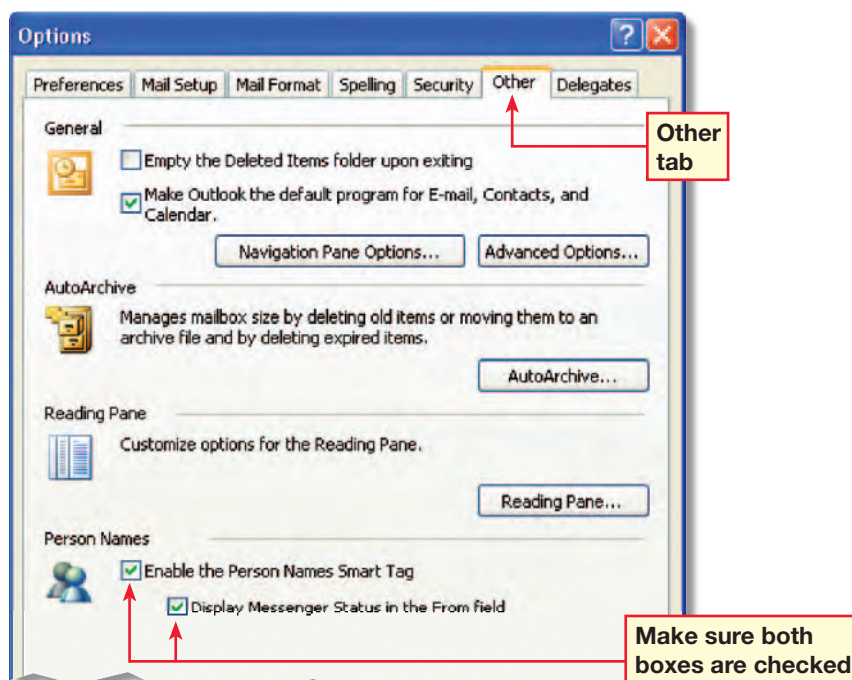 Options
?
Preferences Mail Setup Mail Format Spelling Security Other Delegates
Other
tab
General
Empty the Deleted Items folder upon exiting
Make Outlook the default program for E-mail, Contacts, and
Calendar.
Navigation Pane Options... Advanced Options...
AutoArchive
Manages mailbox size by deleting old items or moving them to an
archive file and by deleting expired items.
AutoArchive...
Reading Pane
Customize options for the Reading Pane.
Reading Pane...
Person Names
Enable the Person Names Smart Tag
Display Messenger Status in the From field
Make sure both
boxes are checked